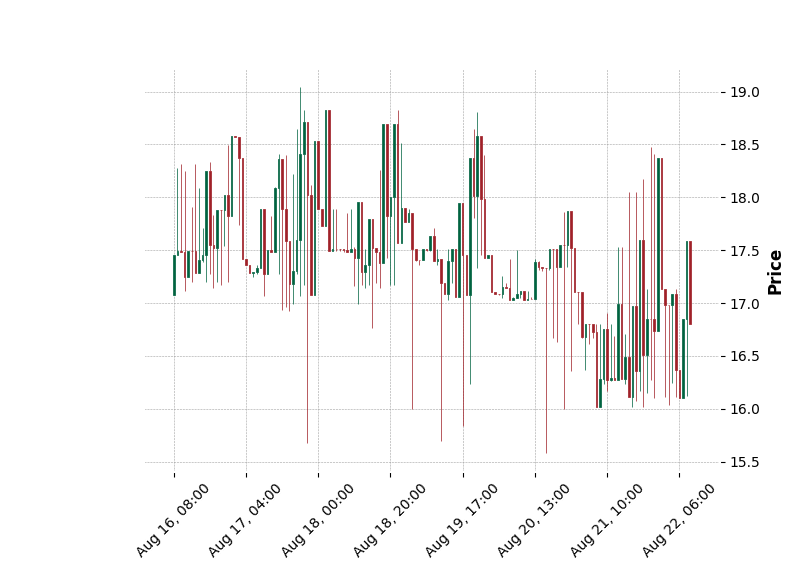 19.0
18.5
18.0
17.5
17.0
16.5
16.0
15.5
Price
Aug 16, 08:00
Aug 17, 04:00
Aug 18, 00:00
Aug 18, 20:00
Aug 19, 17:00
Aug 20, 13:00
Aug 21, 10:00
Aug 22, 06:00